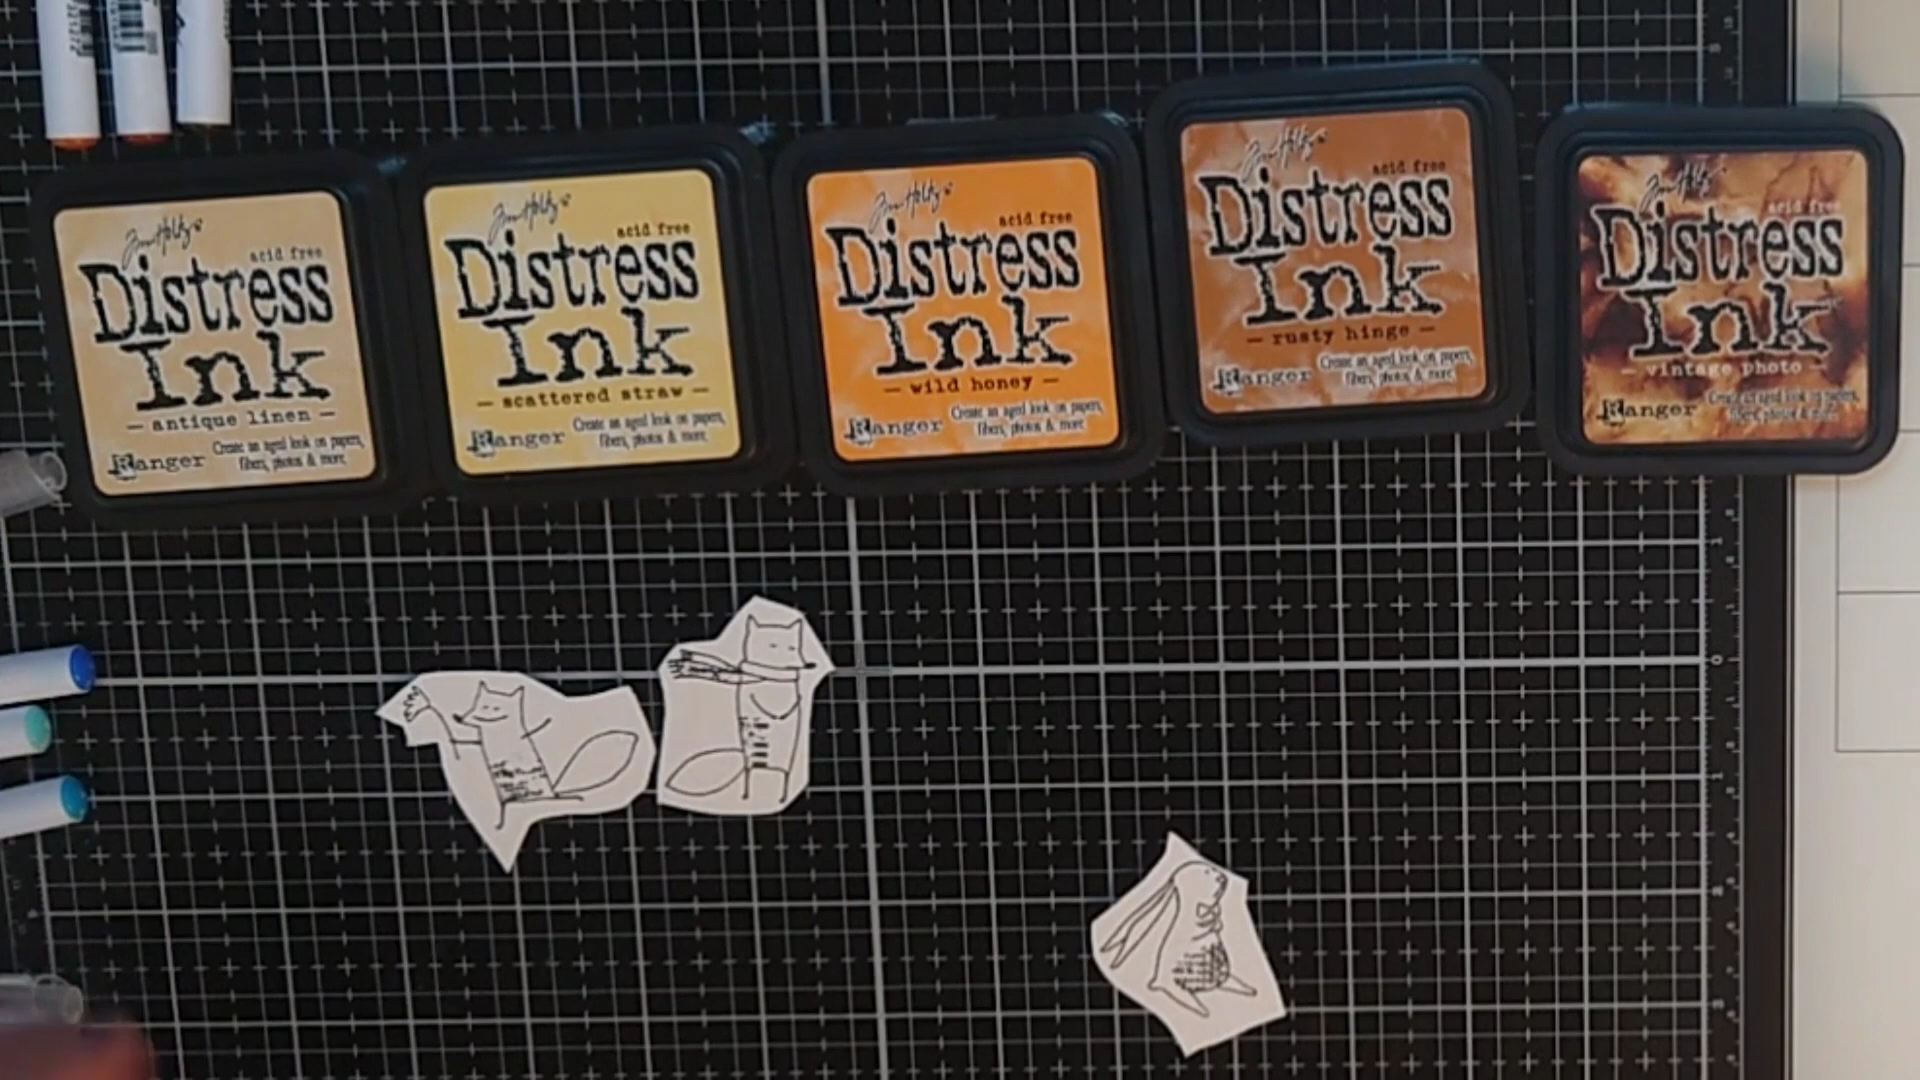 Tim Holtz
acid free
Distress
Ink
— antique linen —
Ranger
Create an aged look on papers,
fibers, photos & more.
Tim Holtz
acid free
Distress
Ink
— scattered straw —
Ranger
Create an aged look on papers,
fibers, photos & more.
Tim Holtz
acid free
Distress
Ink
— wild honey —
Ranger
Create an aged look on papers,
fibers, photos & more.
Tim Holtz
acid free
Distress
Ink
— rusty hinge —
Ranger
Create an aged look on papers,
fibers, photos & more.
Tim Holtz
acid free
Distress
Ink
— vintage photo —
Ranger
Create an aged look on papers,
fibers, photos & more.